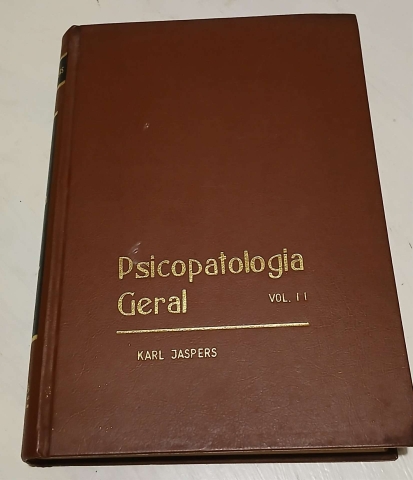 Psicopatologia
Geral VOL. II
KARL JASPERS